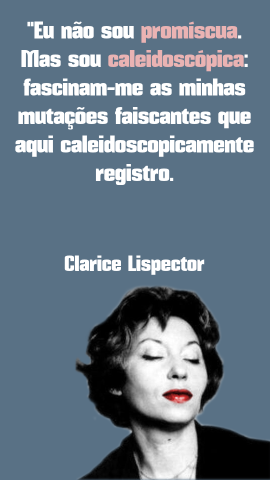 "Eu não sou promíscua.
Mas sou caleidoscópica:
fascinam-me as minhas
mutações faiscantes que
aqui caleidoscopicamente
registro.
Clarice Lispector